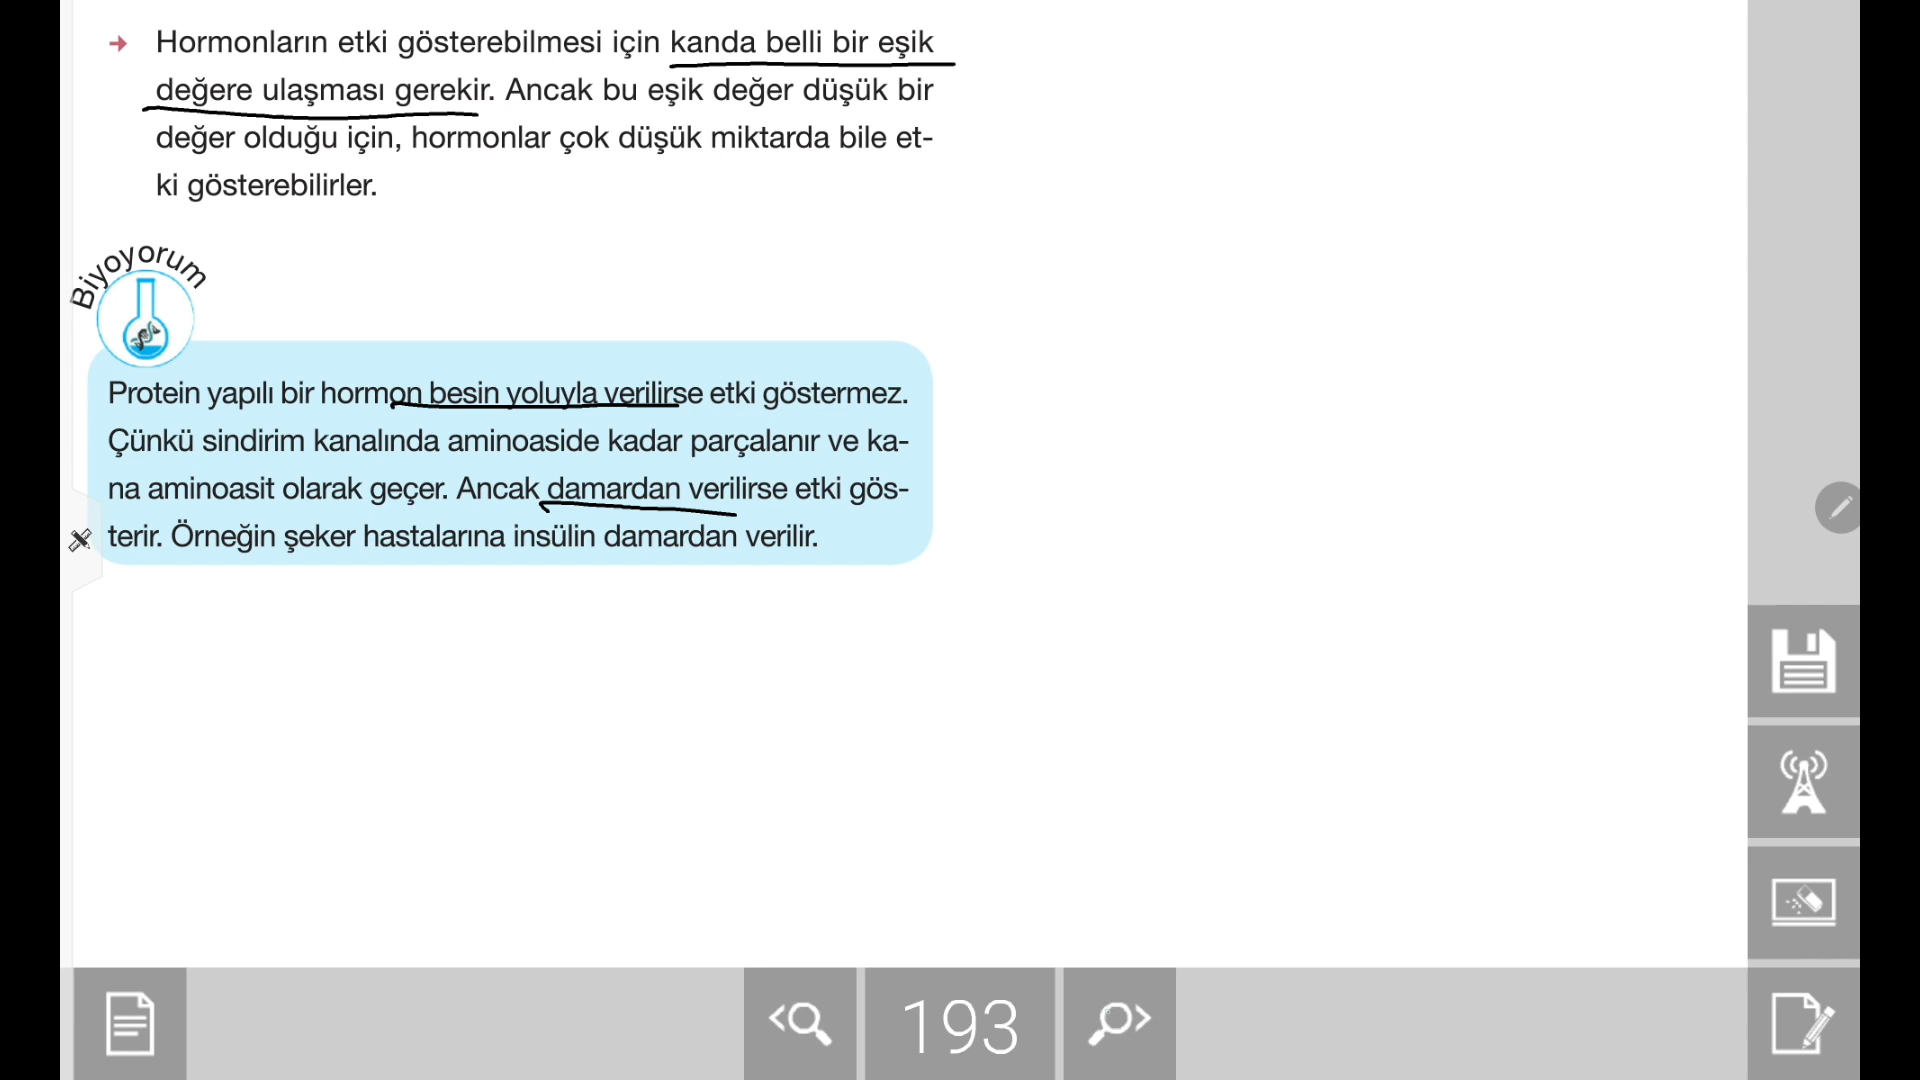 Hormonların etki gösterebilmesi için kanda belli bir eşik
değere ulaşması gerekir. Ancak bu eşik değer düşük bir
değer olduğu için, hormonlar çok düşük miktarda bile et-
ki gösterebilirler.
Biyoyorum
Protein yapılı bir hormon besin yoluyla verilirse etki göstermez.
Çünkü sindirim kanalında aminoaside kadar parçalanır ve ka-
na aminoasit olarak geçer. Ancak damardan verilirse etki gös-
terir. Örneğin şeker hastalarına insülin damardan verilir.
193